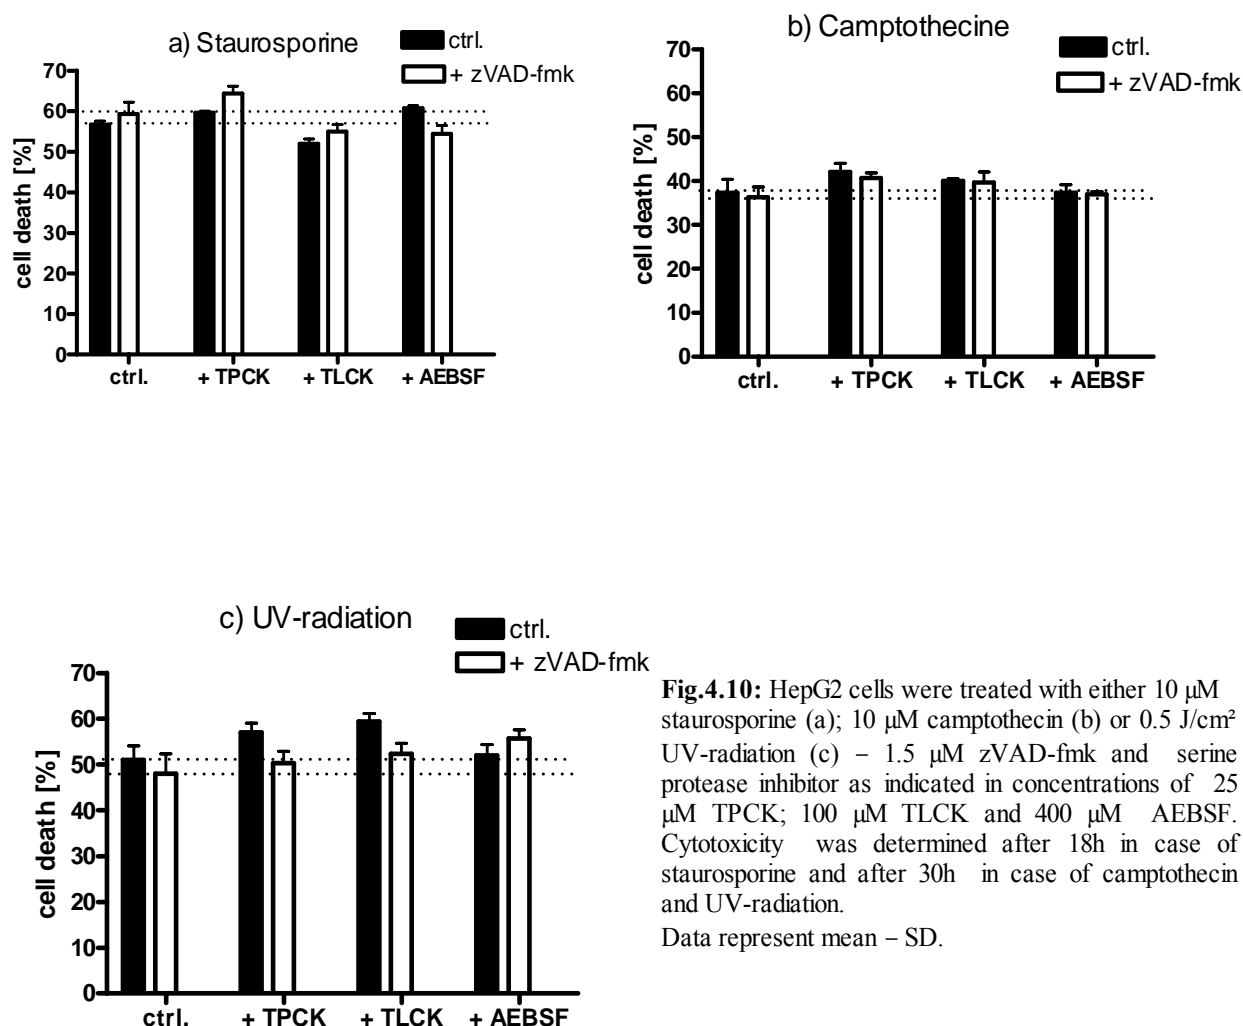 a) Staurosporine
ctrl.
+ zVAD-fmk
cell death [%]
70
60
50
40
30
20
10
0
ctrl.
+ TPCK
+ TLCK
+ AEBSF
b) Camptothecine
ctrl.
+ zVAD-fmk
cell death [%]
70
60
50
40
30
20
10
0
ctrl.
+ TPCK
+ TLCK
+ AEBSF
c) UV-radiation
ctrl.
+ zVAD-fmk
cell death [%]
70
60
50
40
30
20
10
0
ctrl.
+ TPCK
+ TLCK
+ AEBSF
Fig.4.10: HepG2 cells were treated with either 10 μM
staurosporine (a); 10 μM camptothecin (b) or 0.5 J/cm²
UV-radiation (c) – 1.5 μM zVAD-fmk and serine
protease inhibitor as indicated in concentrations of 25
μM TPCK; 100 μM TLCK and 400 μM AEBSF.
Cytotoxicity was determined after 18h in case of
staurosporine and after 30h in case of camptothecin
and UV-radiation.
Data represent mean – SD.